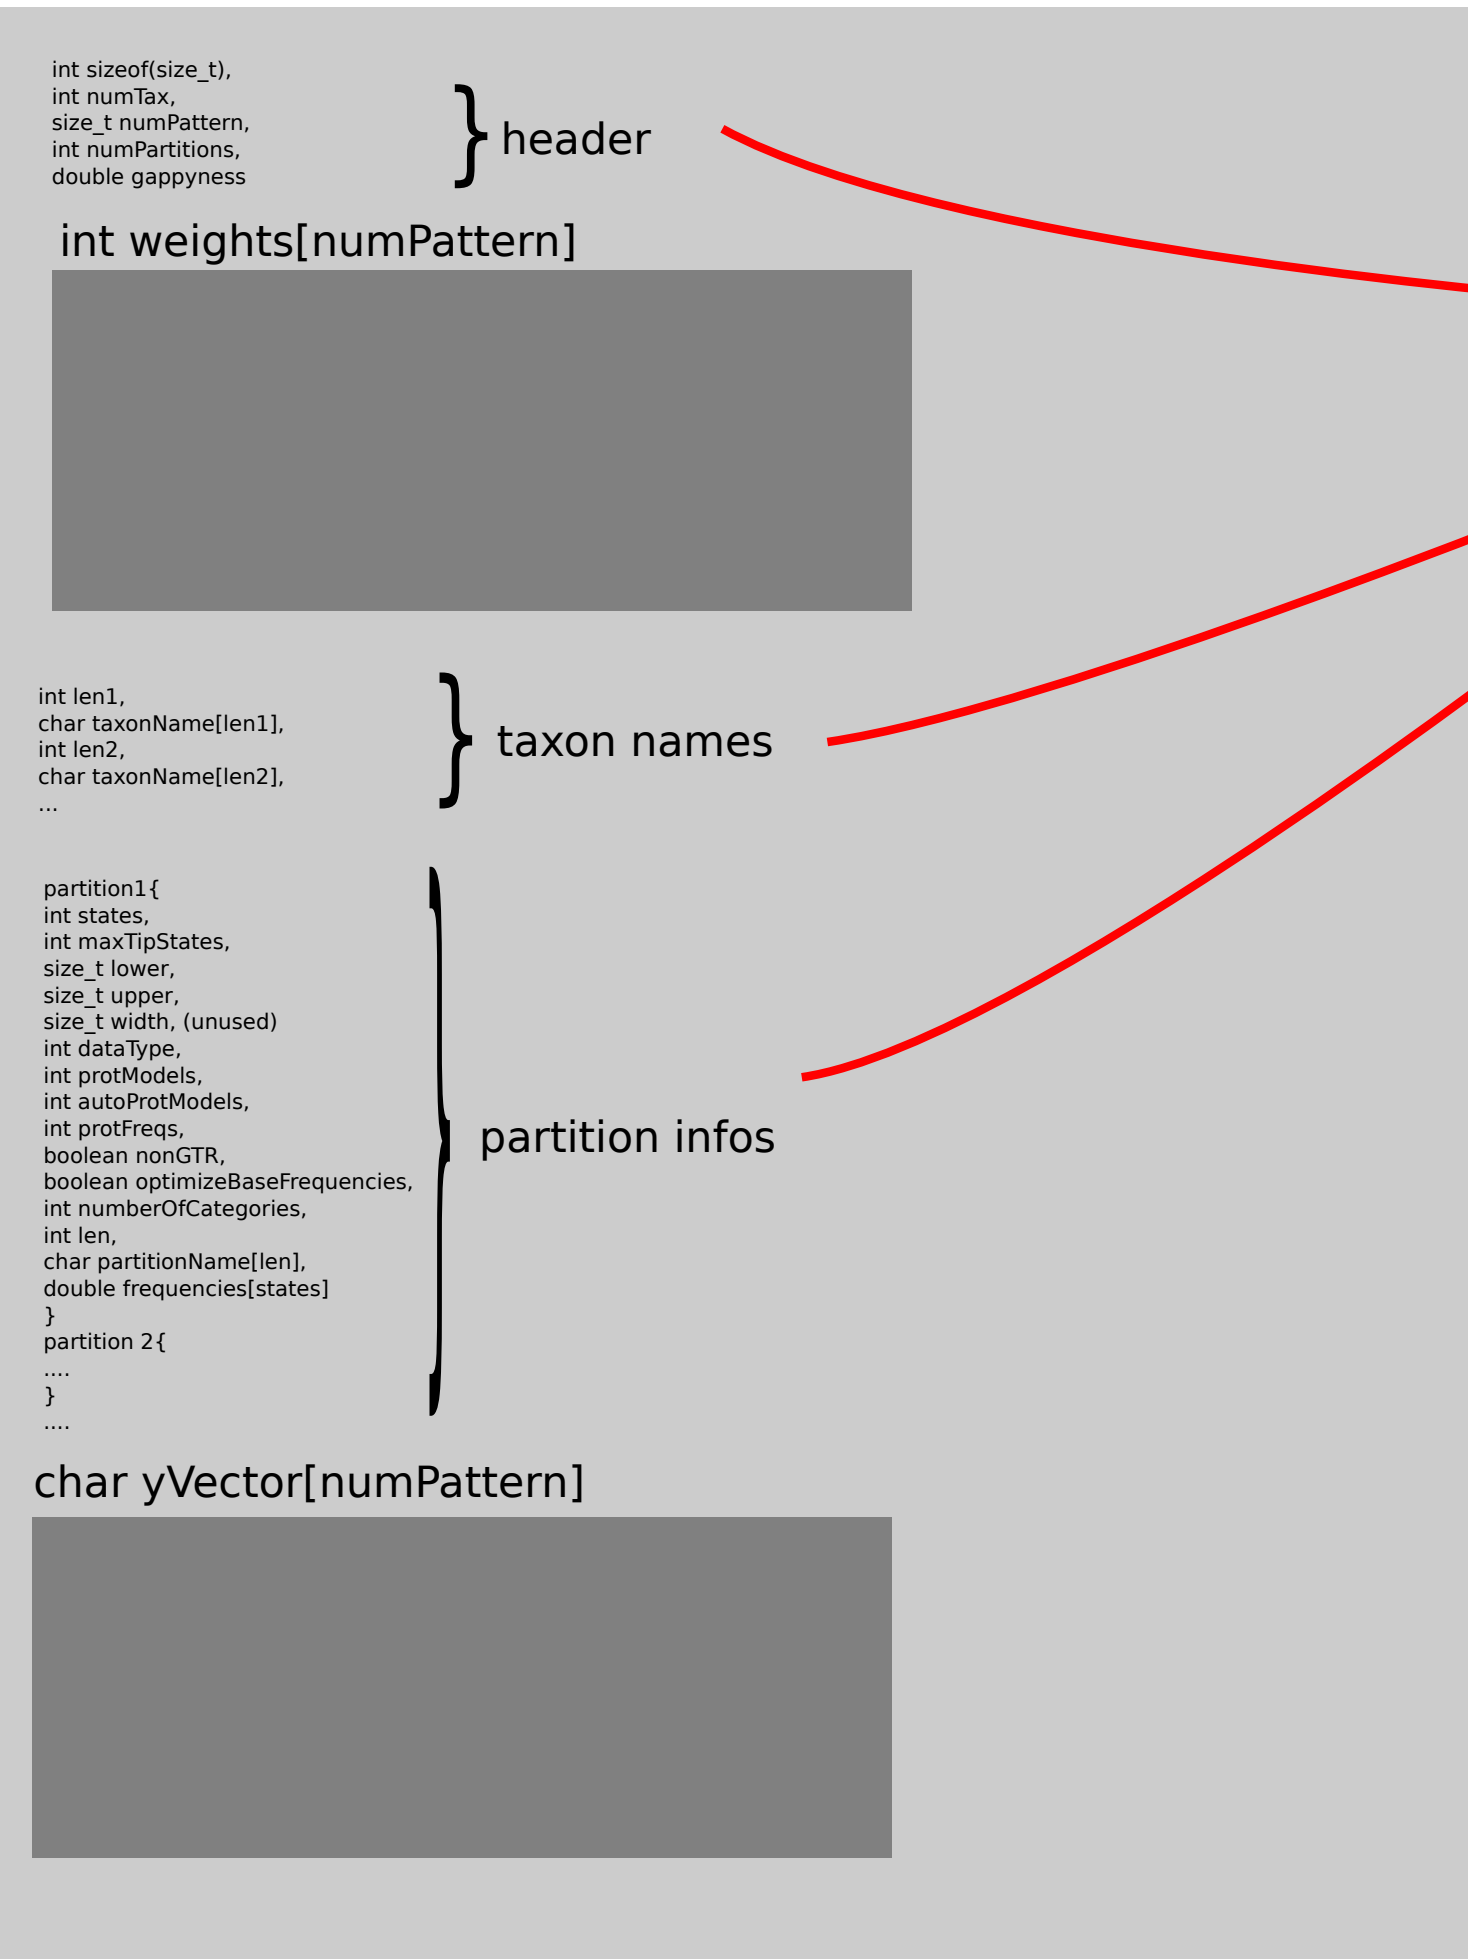 int sizeof(size_t),
int numTax,
size_t numPattern,
int numPartitions,
double gappyness
} header
int weights[numPattern]
int len1,
char taxonName[len1],
int len2,
char taxonName[len2],
...
} taxon names
partition1{
int states,
int maxTipStates,
size_t lower,
size_t upper,
size_t width, (unused)
int dataType,
int protModels,
int autoProtModels,
int protFreqs,
boolean nonGTR,
boolean optimizeBaseFrequencies,
int numberOfCategories,
int len,
char partitionName[len],
double frequencies[states]
}
partition 2{
....
}
....
} partition infos
char yVector[numPattern]